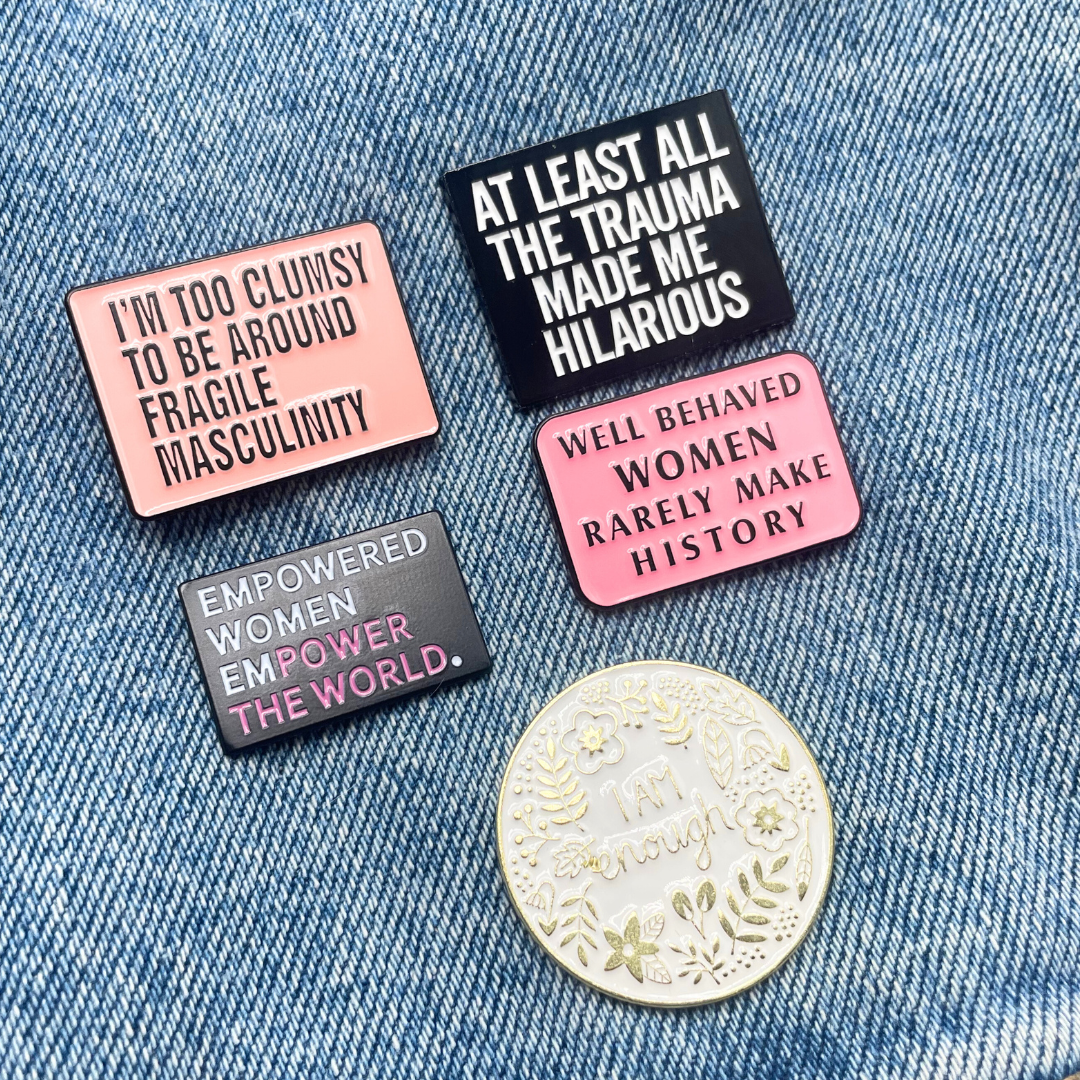 AT LEAST ALL
THE TRAUMA
MADE ME
HILARIOUS
I'M TOO CLUMSY
TO BE AROUND
FRAGILE
MASCULINITY
WELL BEHAVED
WOMEN
RARELY MAKE
HISTORY
EMPOWERED
WOMEN
EMPOWER
THE WORLD.
I AM
enough